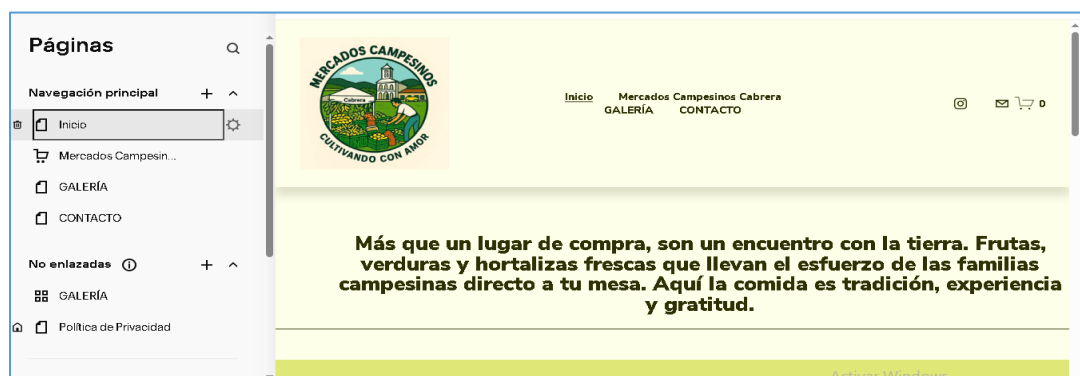 Páginas
Navegación principal
Inicio
Mercados Campesin...
GALERÍA
CONTACTO
No enlazadas
GALERÍA
Política de Privacidad
MERCADOS CAMPESINOS
Cabrera
CULTIVANDO CON AMOR
Inicio Mercados Campesinos Cabrera
GALERÍA CONTACTO
0
Más que un lugar de compra, son un encuentro con la tierra. Frutas,
verduras y hortalizas frescas que llevan el esfuerzo de las familias
campesinas directo a tu mesa. Aquí la comida es tradición, experiencia
y gratitud.
Activar Windows